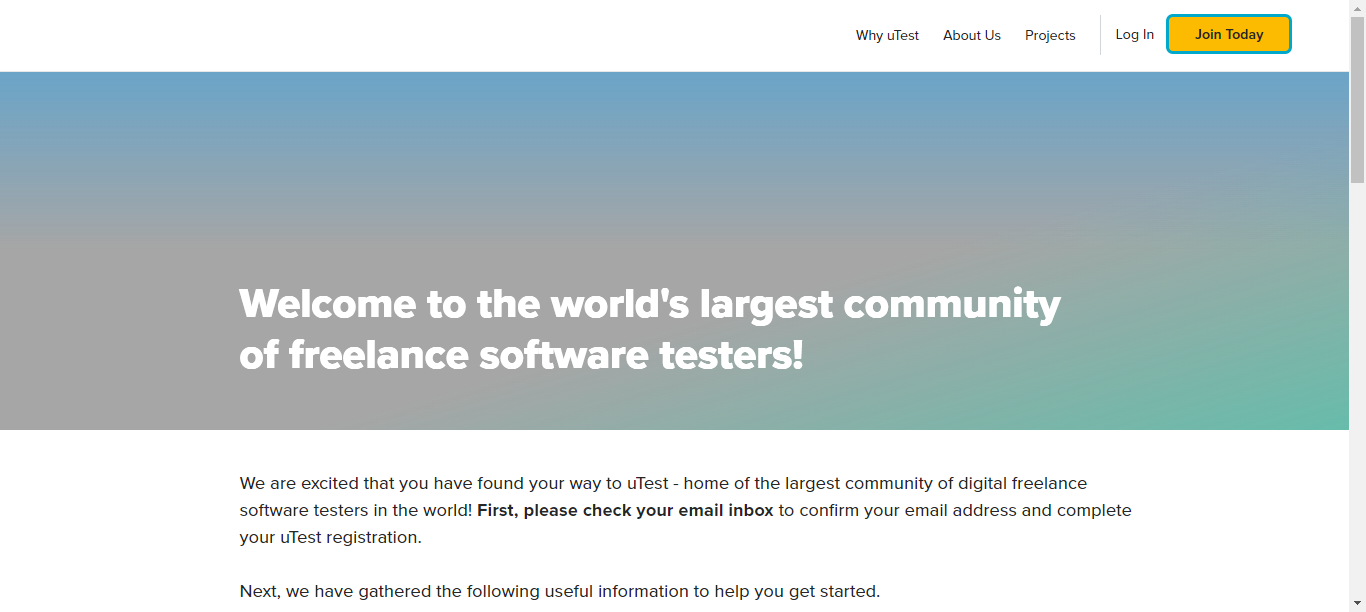 Why uTest About Us Projects Log In Join Today
Welcome to the world's largest community
of freelance software testers!
We are excited that you have found your way to uTest - home of the largest community of digital freelance
software testers in the world! First, please check your email inbox to confirm your email address and complete
your uTest registration.
Next, we have gathered the following useful information to help you get started.